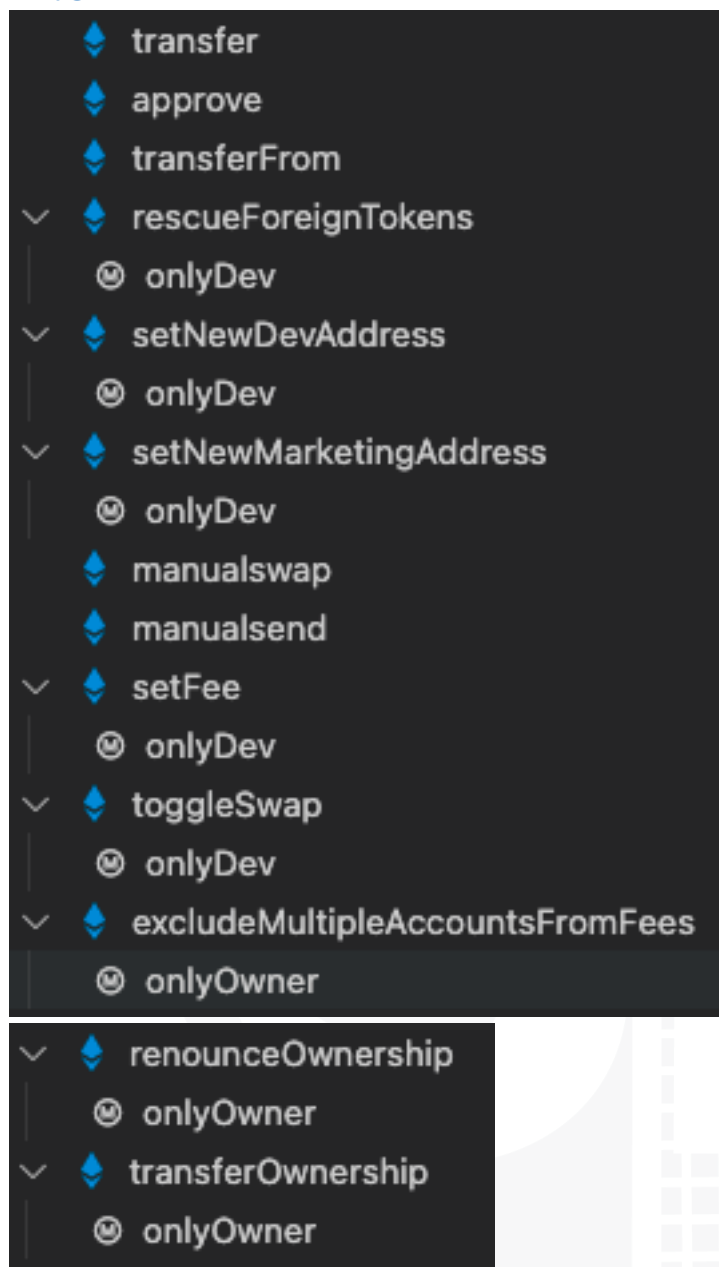 transfer
approve
transferFrom
rescueForeignTokens
onlyDev
setNewDevAddress
onlyDev
setNewMarketingAddress
onlyDev
manualswap
manualsend
setFee
onlyDev
toggleSwap
onlyDev
excludeMultipleAccountsFromFees
onlyOwner
renounceOwnership
onlyOwner
transferOwnership
onlyOwner